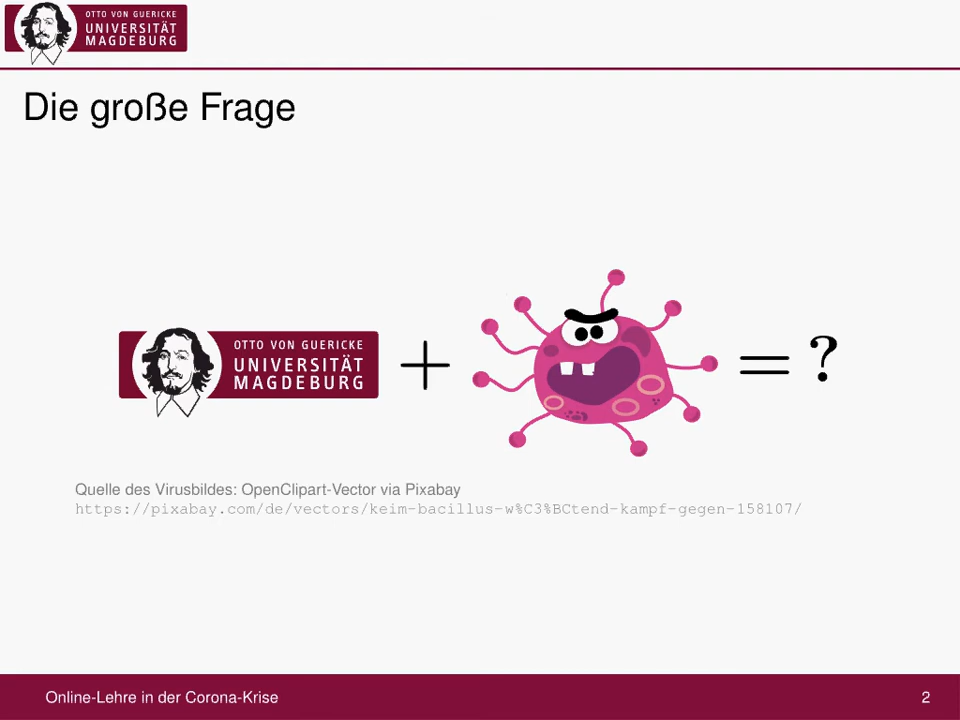 OTTO VON GUERICKE
UNIVERSITÄT
MAGDEBURG
Die große Frage
OTTO VON GUERICKE
UNIVERSITÄT
MAGDEBURG
+ = ?
Quelle des Virusbildes: OpenClipart-Vector via Pixabay
https://pixabay.com/de/vectors/keim-bacillus-w%C3%BCtend-kampf-gegen-158107/
Online-Lehre in der Corona-Krise 2